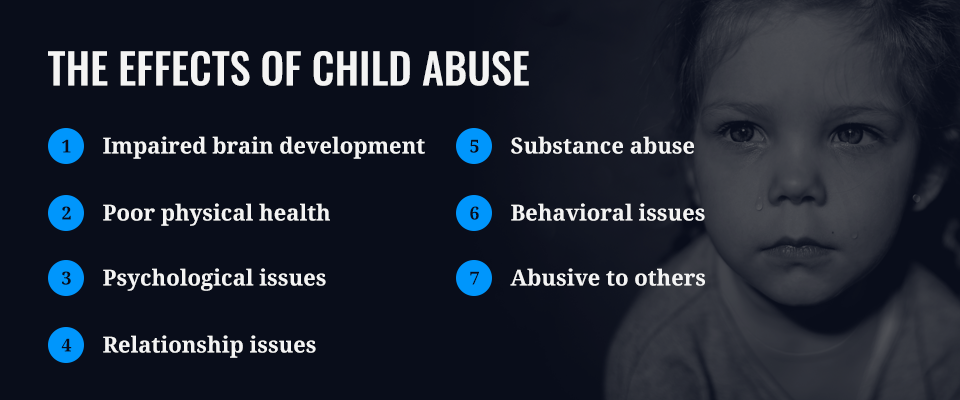 THE EFFECTS OF CHILD ABUSE
1 Impaired brain development
2 Poor physical health
3 Psychological issues
4 Relationship issues
5 Substance abuse
6 Behavioral issues
7 Abusive to others